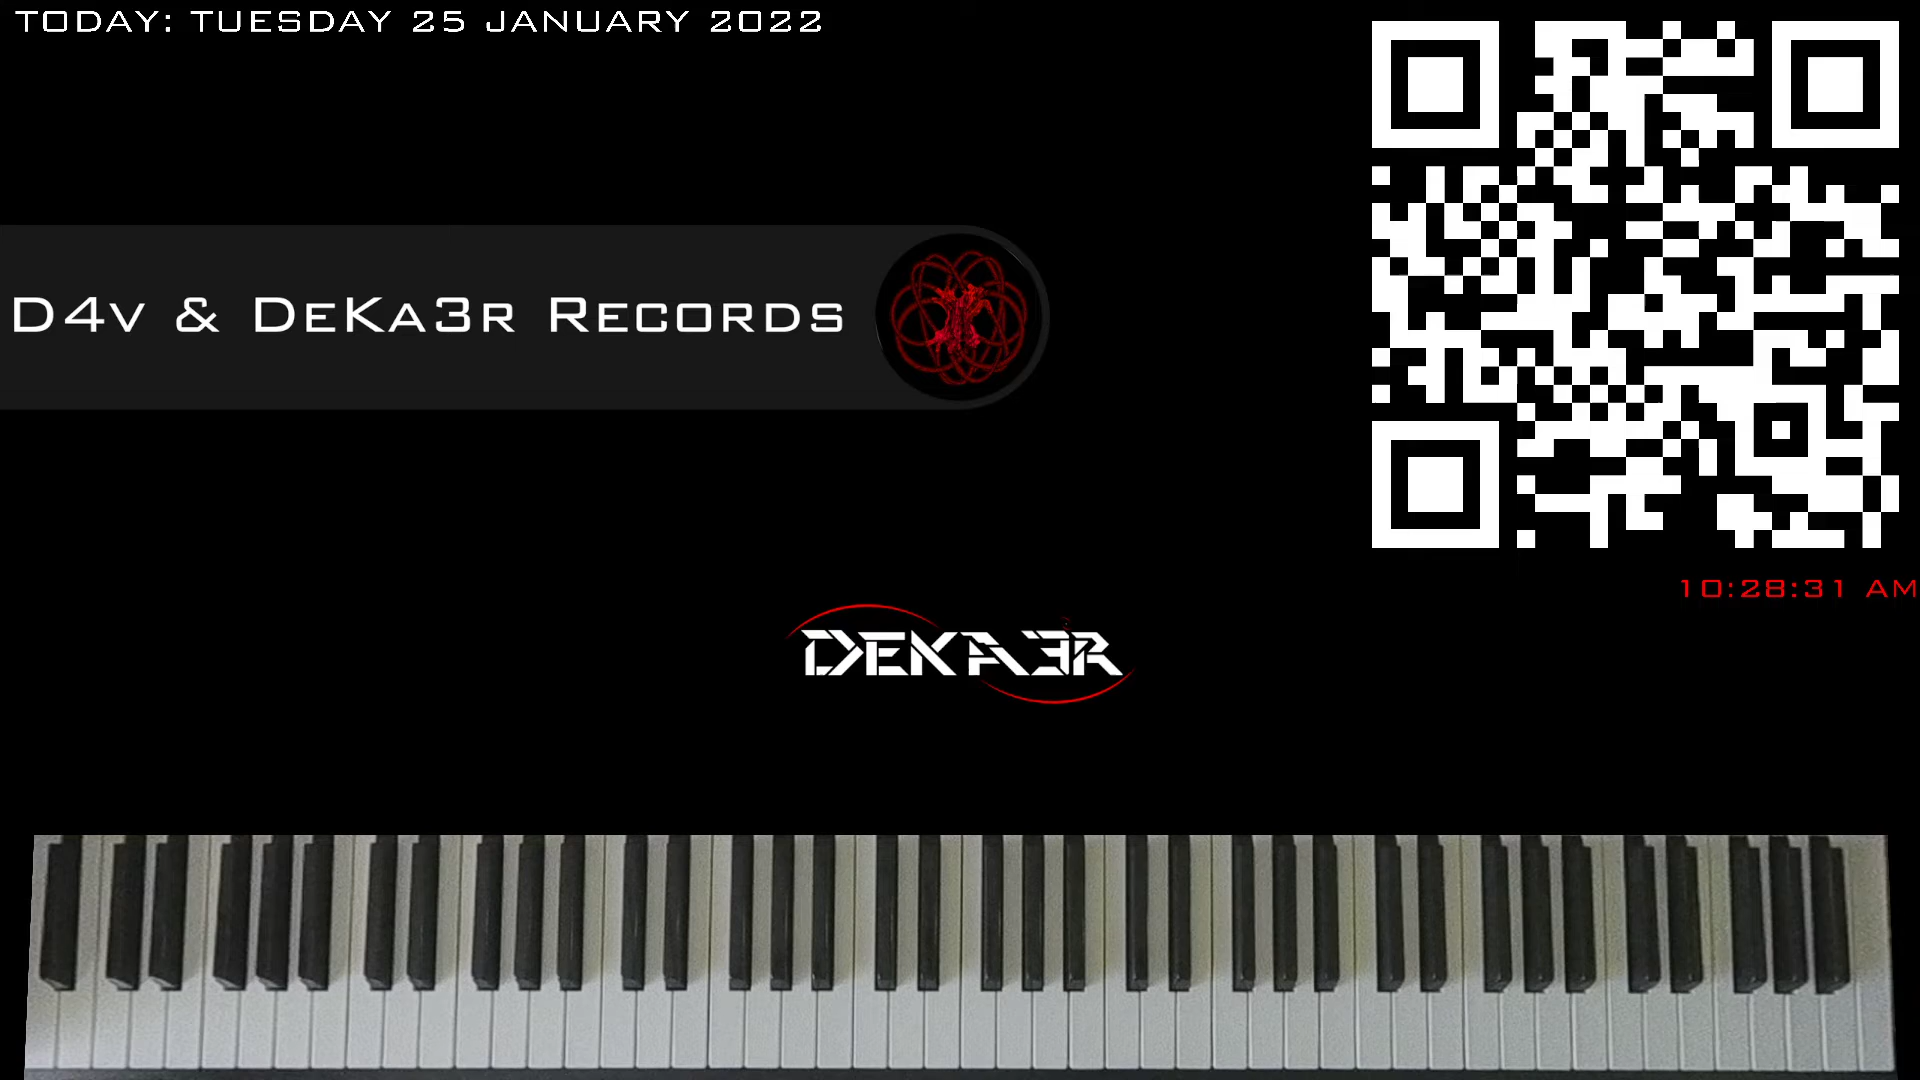 TODAY: TUESDAY 25 JANUARY 2022
D4v & DeKa3r Records
10:28:31 AM
DEKA3R